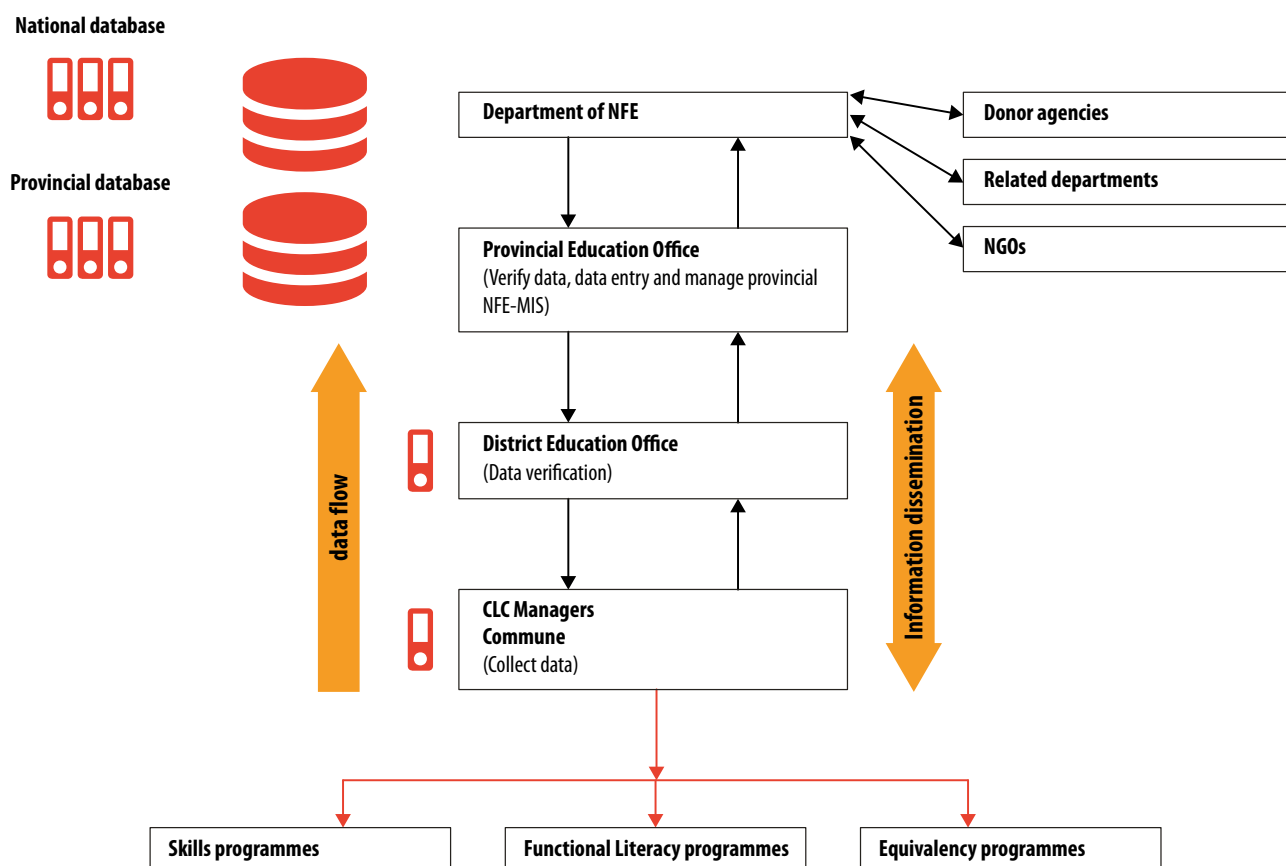 National database
Provincial database
Department of NFE
Donor agencies
Related departments
NGOs
Provincial Education Office
(Verify data, data entry and manage provincial
NFE-MIS)
District Education Office
(Data verification)
CLC Managers
Commune
(Collect data)
data flow
Information dissemination
Skills programmes
Functional Literacy programmes
Equivalency programmes